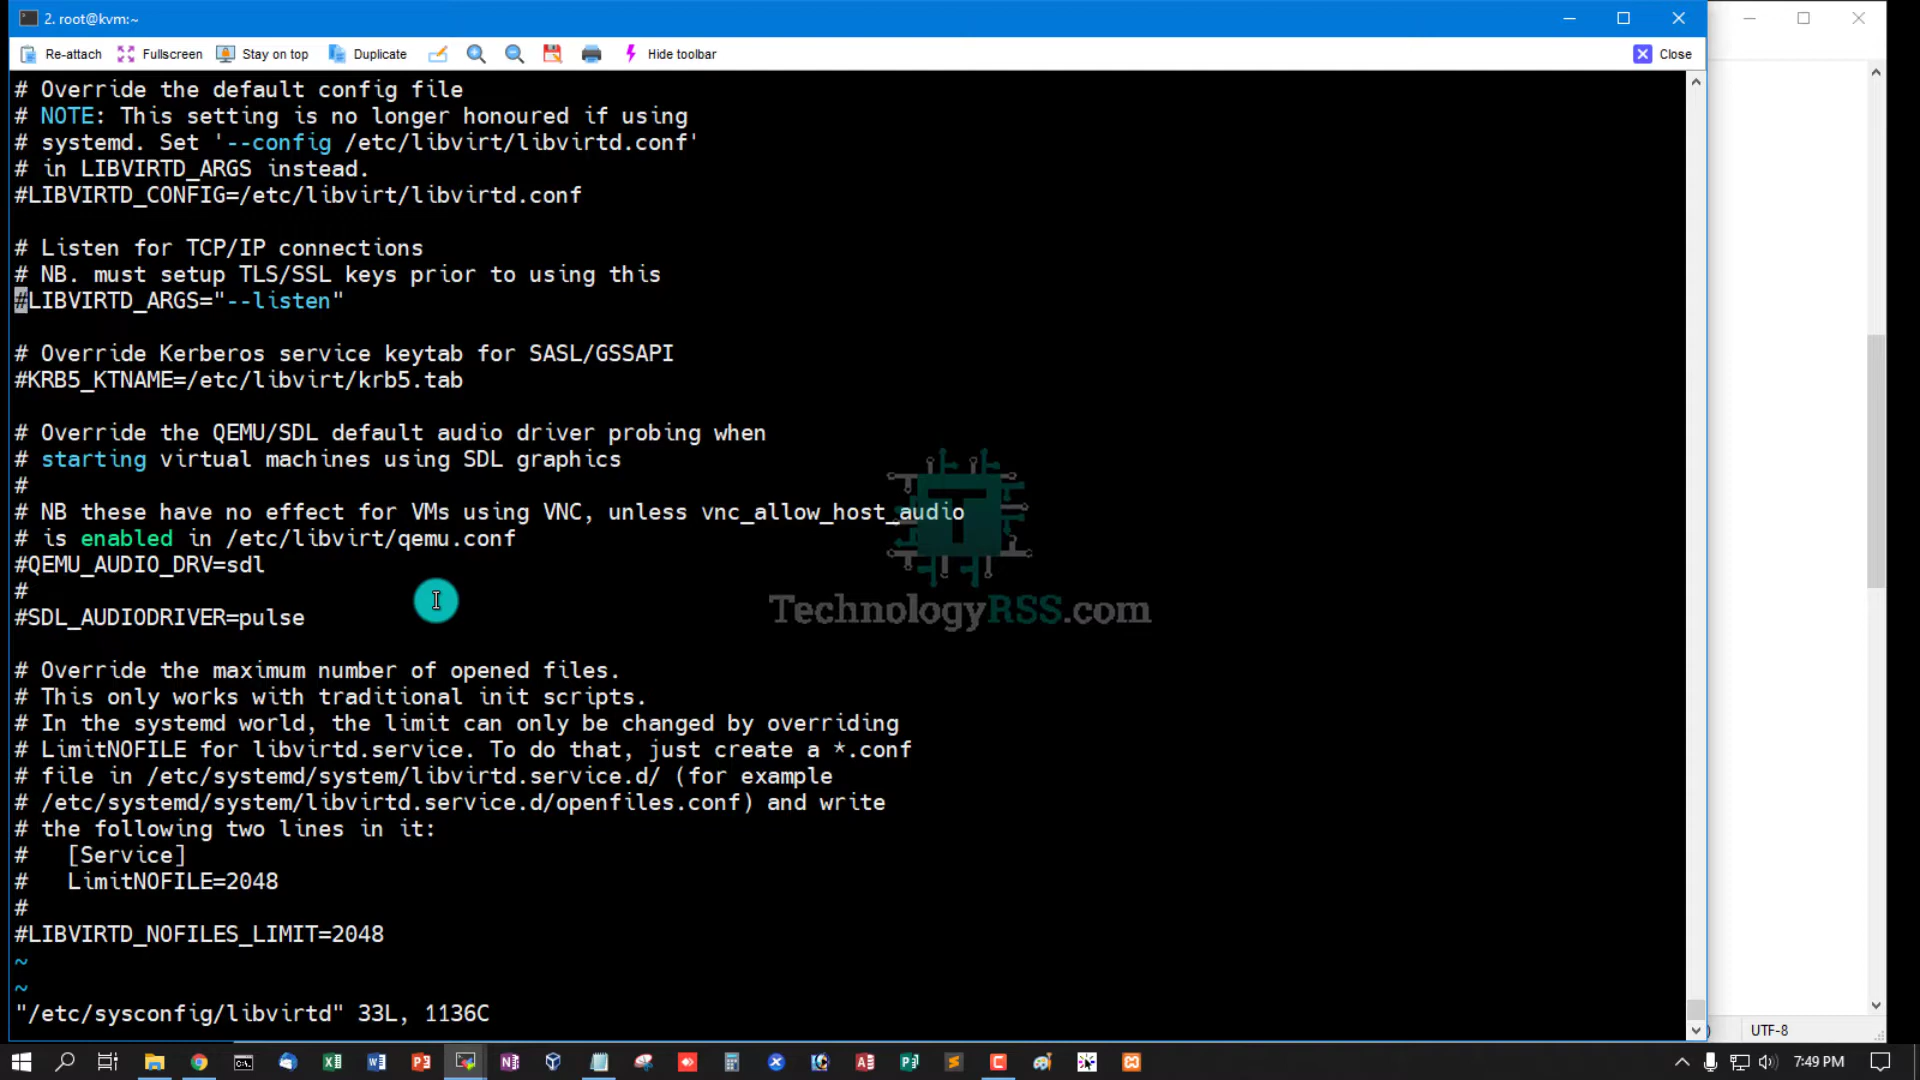 2. root@kvm:~
Re-attach Fullscreen Stay on top Duplicate Hide toolbar Close
# Override the default config file
# NOTE: This setting is no longer honoured if using
# systemd. Set '--config /etc/libvirt/libvirtd.conf'
# in LIBVIRTD_ARGS instead.
#LIBVIRTD_CONFIG=/etc/libvirt/libvirtd.conf
# Listen for TCP/IP connections
# NB. must setup TLS/SSL keys prior to using this
#LIBVIRTD_ARGS="--listen"
# Override Kerberos service keytab for SASL/GSSAPI
#KRB5_KTNAME=/etc/libvirt/krb5.tab
# Override the QEMU/SDL default audio driver probing when
# starting virtual machines using SDL graphics
#
# NB these have no effect for VMs using VNC, unless vnc_allow_host_audio
# is enabled in /etc/libvirt/qemu.conf
#QEMU_AUDIO_DRV=sdl
#
#SDL_AUDIODRIVER=pulse
TechnologyRSS.com
# Override the maximum number of opened files.
# This only works with traditional init scripts.
# In the systemd world, the limit can only be changed by overriding
# LimitNOFILE for libvirtd.service. To do that, just create a *.conf
# file in /etc/systemd/system/libvirtd.service.d/ (for example
# /etc/systemd/system/libvirtd.service.d/openfiles.conf) and write
# the following two lines in it:
#   [Service]
#   LimitNOFILE=2048
#
#LIBVIRTD_NOFILES_LIMIT=2048
~
~
"/etc/sysconfig/libvirtd" 33L, 1136C
UTF-8
7:49 PM